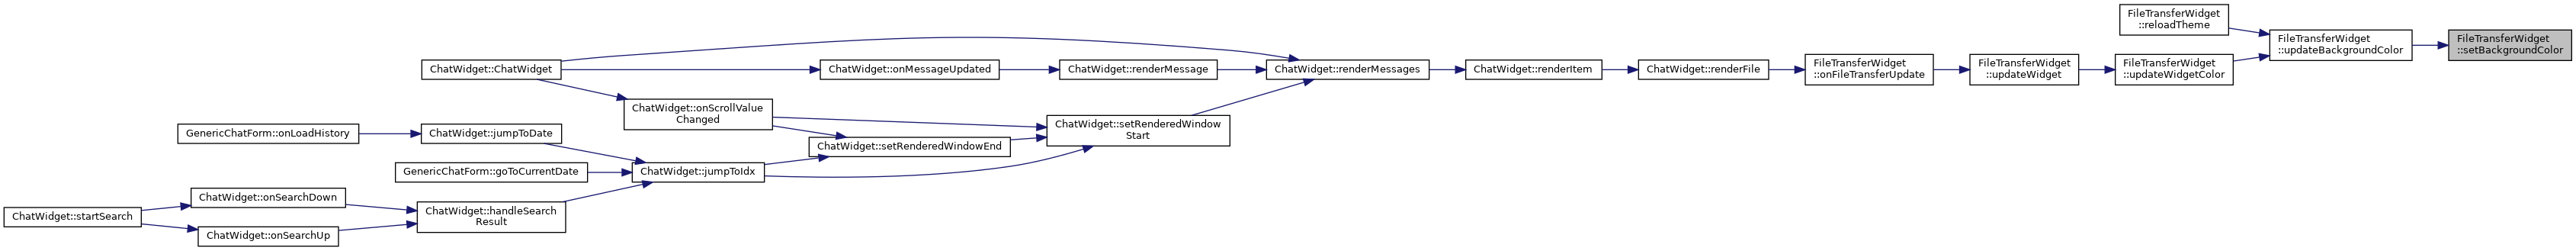 FileTransferWidget
::reloadTheme
FileTransferWidget
::updateBackgroundColor
FileTransferWidget
::setBackgroundColor
ChatWidget::ChatWidget
ChatWidget::onMessageUpdated
ChatWidget::renderMessage
ChatWidget::renderMessages
ChatWidget::renderItem
ChatWidget::renderFile
FileTransferWidget
::onFileTransferUpdate
FileTransferWidget
::updateWidget
FileTransferWidget
::updateWidgetColor
ChatWidget::onScrollValue
Changed
GenericChatForm::onLoadHistory
ChatWidget::jumpToDate
ChatWidget::setRenderedWindow
Start
ChatWidget::setRenderedWindowEnd
GenericChatForm::goToCurrentDate
ChatWidget::jumpToIdx
ChatWidget::onSearchDown
ChatWidget::startSearch
ChatWidget::handleSearch
Result
ChatWidget::onSearchUp